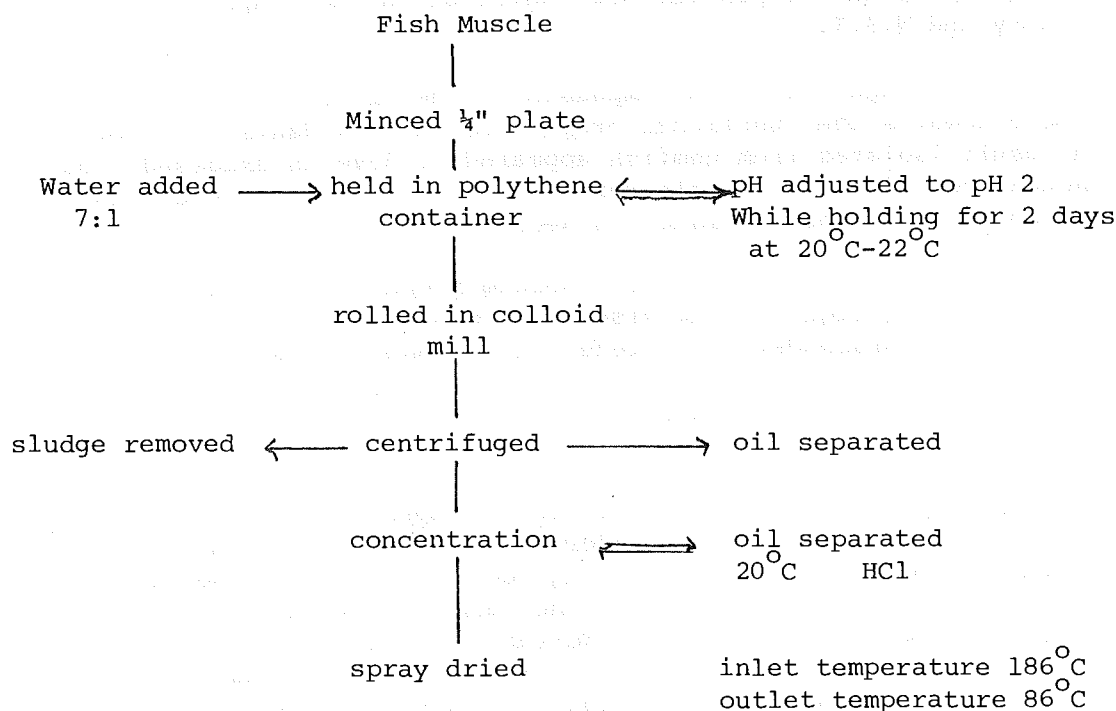 Fish Muscle
Minced ¼" plate
Water added
7:1
held in polythene
container
pH adjusted to pH 2
While holding for 2 days
at 20°C-22°C
rolled in colloid
mill
sludge removed
centrifuged
oil separated
concentration
oil separated
20°C HCl
spray dried
inlet temperature 186°C
outlet temperature 86°C